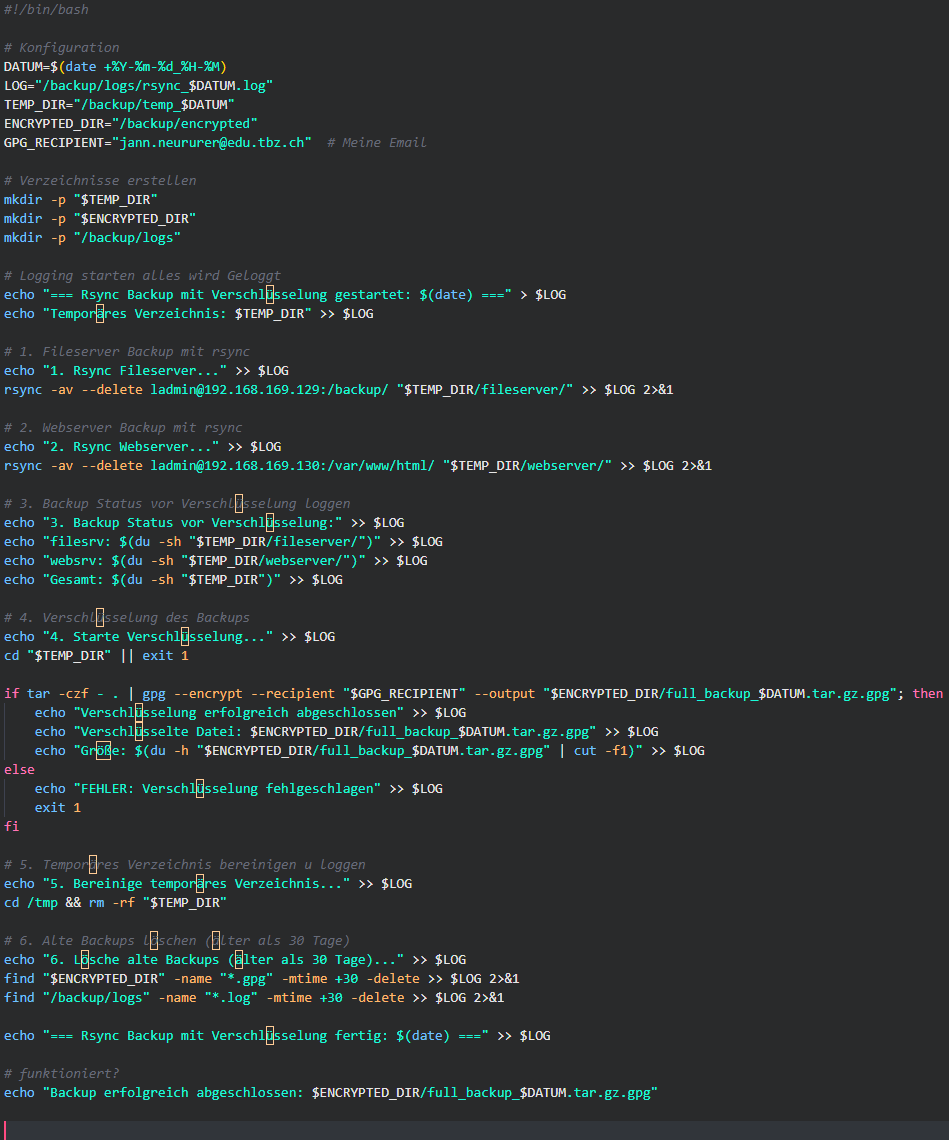 #!/bin/bash
# Konfiguration
DATUM=$(date +%Y-%m-%d_%H-%M)
LOG="/backup/logs/rsync_$DATUM.log"
TEMP_DIR="/backup/temp_$DATUM"
ENCRYPTED_DIR="/backup/encrypted"
GPG_RECIPIENT="jann.neururer@edu.tbz.ch"  # Meine Email
# Verzeichnisse erstellen
mkdir -p "$TEMP_DIR"
mkdir -p "$ENCRYPTED_DIR"
mkdir -p "/backup/logs"
# Logging starten alles wird Geloggt
echo "=== Rsync Backup mit Verschlüsselung gestartet: $(date) ===" > $LOG
echo "Temporäres Verzeichnis: $TEMP_DIR" >> $LOG
# 1. Fileserver Backup mit rsync
echo "1. Rsync Fileserver..." >> $LOG
rsync -av --delete ladmin@192.168.169.129:/backup/ "$TEMP_DIR/fileserver/" >> $LOG 2>&1
# 2. Webserver Backup mit rsync
echo "2. Rsync Webserver..." >> $LOG
rsync -av --delete ladmin@192.168.169.130:/var/www/html/ "$TEMP_DIR/webserver/" >> $LOG 2>&1
# 3. Backup Status vor Verschlüsselung loggen
echo "3. Backup Status vor Verschlüsselung:" >> $LOG
echo "filesrv: $(du -sh "$TEMP_DIR/fileserver/")" >> $LOG
echo "websrv: $(du -sh "$TEMP_DIR/webserver/")" >> $LOG
echo "Gesamt: $(du -sh "$TEMP_DIR")" >> $LOG
# 4. Verschlüsselung des Backups
echo "4. Starte Verschlüsselung..." >> $LOG
cd "$TEMP_DIR" || exit 1
if tar -czf - . | gpg --encrypt --recipient "$GPG_RECIPIENT" --output "$ENCRYPTED_DIR/full_backup_$DATUM.tar.gz.gpg"; then
    echo "Verschlüsselung erfolgreich abgeschlossen" >> $LOG
    echo "Verschlüsselte Datei: $ENCRYPTED_DIR/full_backup_$DATUM.tar.gz.gpg" >> $LOG
    echo "Größe: $(du -h "$ENCRYPTED_DIR/full_backup_$DATUM.tar.gz.gpg" | cut -f1)" >> $LOG
else
    echo "FEHLER: Verschlüsselung fehlgeschlagen" >> $LOG
    exit 1
fi
# 5. Temporäres Verzeichnis bereinigen u loggen
echo "5. Bereinige temporäres Verzeichnis..." >> $LOG
cd /tmp && rm -rf "$TEMP_DIR"
# 6. Alte Backups löschen (älter als 30 Tage)
echo "6. Lösche alte Backups (älter als 30 Tage)..." >> $LOG
find "$ENCRYPTED_DIR" -name "*.gpg" -mtime +30 -delete >> $LOG 2>&1
find "/backup/logs" -name "*.log" -mtime +30 -delete >> $LOG 2>&1
echo "=== Rsync Backup mit Verschlüsselung fertig: $(date) ===" >> $LOG
# funktioniert?
echo "Backup erfolgreich abgeschlossen: $ENCRYPTED_DIR/full_backup_$DATUM.tar.gz.gpg"